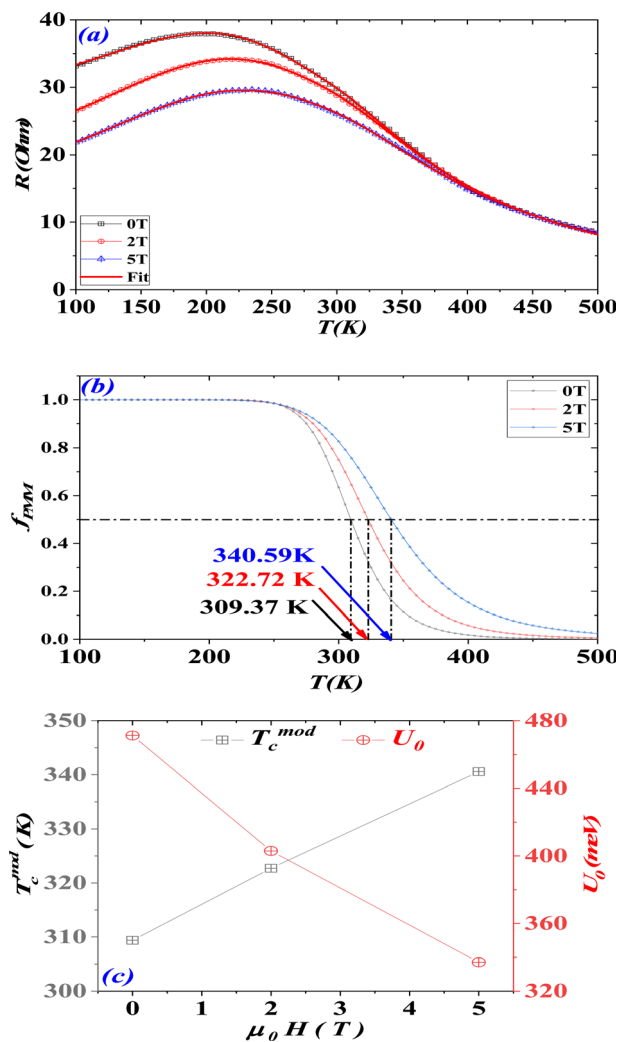 (a)
40
30
20
10
0
R(Ohm)
0T
2T
5T
Fit
100 150 200 250 300 350 400 450 500
T(K)
(b)
1.0
0.8
0.6
0.4
0.2
0.0
f_PMM
0T
2T
5T
340.59K
322.72 K
309.37 K
100 200 300 400 500
T(K)
350
340
330
320
310
300
T_c^mod(K)
T_c^mod
U_0
480
440
400
360
320
U_0(meV)
(c)
0 1 2 3 4 5
μ_0 H (T)